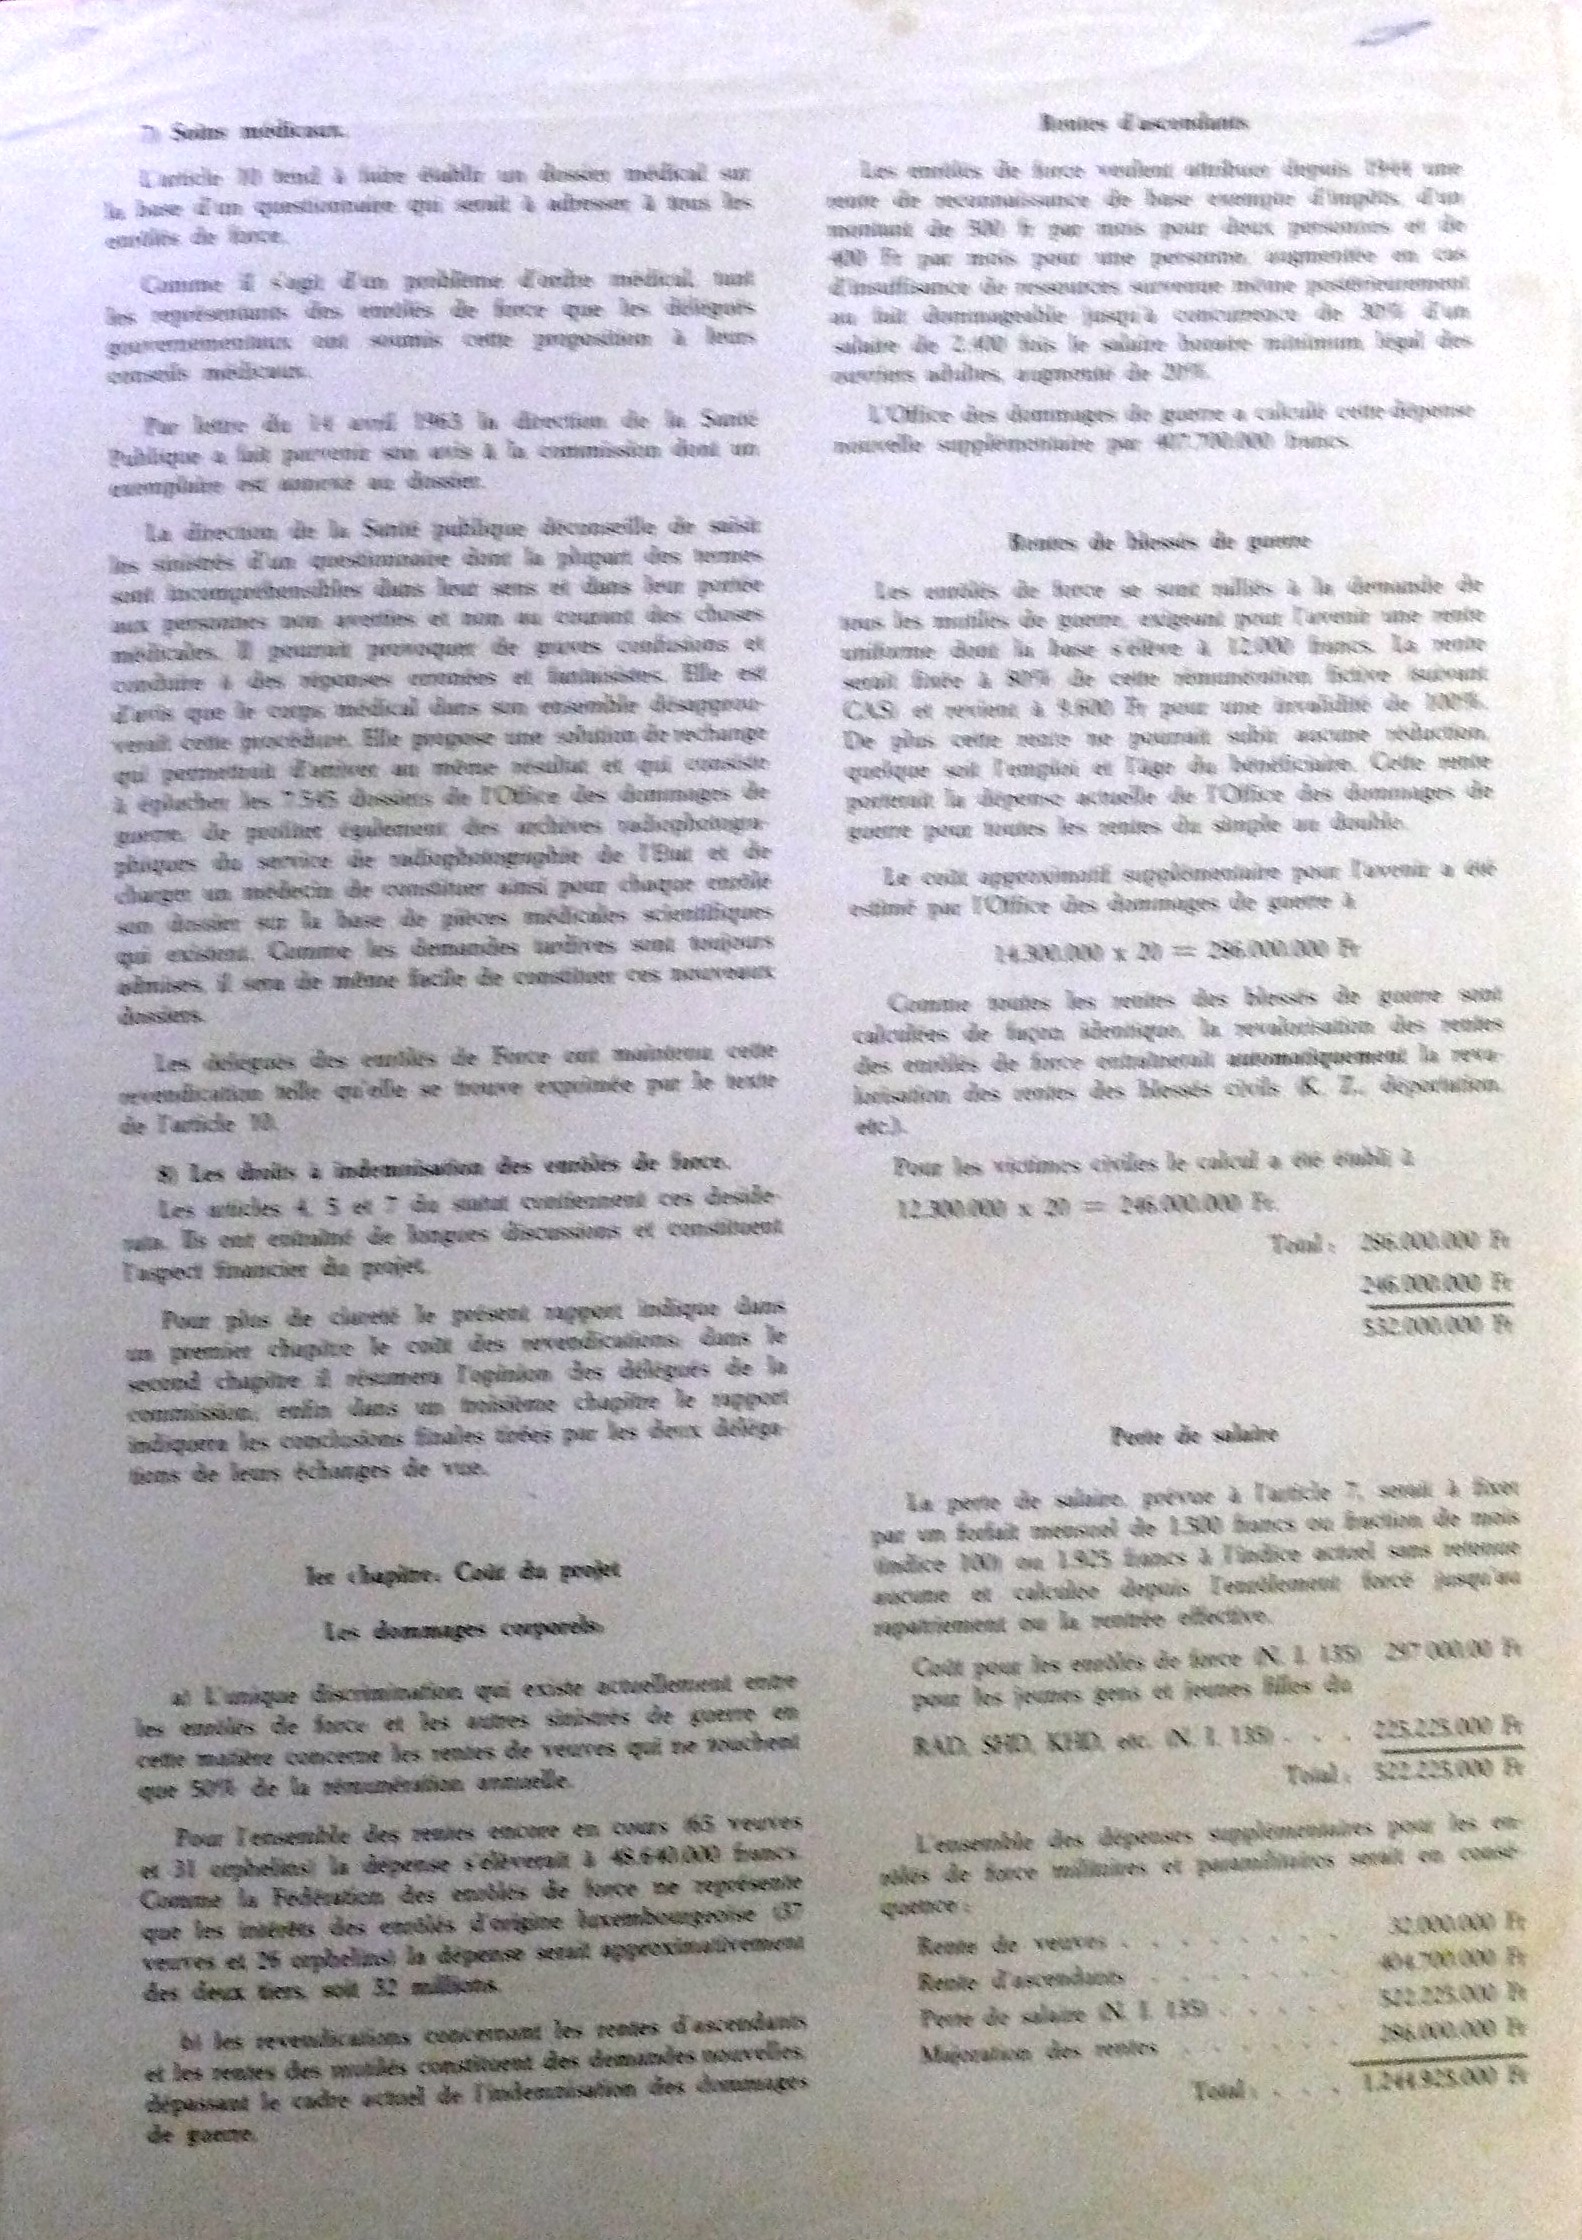 7) Soins médicaux.
L'article 10 tend à faire établir un dossier médical sur
la base d'un questionnaire qui serait à adresser à tous les
enrôlés de force.
Comme il s'agit d'un problème d'ordre médical, tant
les représentants des enrôlés de force que les délégués
gouvernementaux ont soumis cette proposition à leurs
conseils médicaux.
Par lettre du 14 avril 1963 la direction de la Santé
Publique a fait parvenir son avis à la commission dont un
exemplaire est annexé au dossier.
La direction de la Santé publique déconseille de saisir
les sinistrés d'un questionnaire dont la plupart des termes
sont incompréhensibles dans leur sens et dans leur portée
aux personnes non averties et non au courant des choses
médicales. Il pourrait provoquer de graves confusions et
conduire à des réponses erronées et fantaisistes. Elle est
d'avis que le corps médical dans son ensemble désapprou-
verait cette procédure. Elle propose une solution de rechange
qui permettrait d'arriver au même résultat et qui consiste
à éplucher les 7.545 dossiers de l'Office des dommages de
guerre, de profiter également des archives radiophotogra-
phiques du service de radiophotographie de l'Etat et de
charger un médecin de constituer ainsi pour chaque enrôlé
son dossier sur la base de pièces médicales scientifiques
qui existent. Comme les demandes tardives sont toujours
admises, il sera de même facile de constituer ces nouveaux
dossiers.
Les délégués des enrôlés de Force ont maintenu cette
revendication telle qu'elle se trouve exprimée par le texte
de l'article 10.
8) Les droits à indemnisation des enrôlés de force.
Les articles 4, 5 et 7 du statut contiennent ces deside-
rata. Ils ont entraîné de longues discussions et constituent
l'aspect financier du projet.
Pour plus de clareté le présent rapport indique dans
un premier chapitre le coût des revendications; dans le
second chapitre il résumera l'opinion des délégués de la
commission; enfin dans un troisième chapitre le rapport
indiquera les conclusions finales tirées par les deux déléga-
tions de leurs échanges de vue.
Ier chapitre: Coût du projet
Les dommages corporels.
a) L'unique discrimination qui existe actuellement entre
les enrôlés de force et les autres sinistrés de guerre en
cette matière concerne les rentes de veuves qui ne touchent
que 50% de la rémunération annuelle.
Pour l'ensemble des rentes encore en cours (65 veuves
et 31 orphelins) la dépense s'élèverait à 48.640.000 francs.
Comme la Fédération des enrôlés de force ne représente
que les intérêts des enrôlés d'origine luxembourgeoise (37
veuves et 26 orphelins) la dépense serait approximativement
des deux tiers, soit 32 millions.
b) les revendications concernant les rentes d'ascendants
et les rentes des mutilés constituent des demandes nouvelles,
dépassant le cadre actuel de l'indemnisation des dommages
de guerre.
Rentes d'ascendants
Les enrôlés de force veulent attribuer depuis 1944 une
rente de reconnaissance de base exempte d'impôts, d'un
montant de 500 fr par mois pour deux personnes et de
400 Fr par mois pour une personne, augmentée en cas
d'insuffisance de ressources survenue même postérieurement
au fait dommageable jusqu'à concurrence de 30% d'un
salaire de 2.400 fois le salaire horaire minimum légal des
ouvriers adultes, augmenté de 20%.
L'Office des dommages de guerre a calculé cette dépense
nouvelle supplémentaire par 407.700.000 francs.
Rentes de blessés de guerre
Les enrôlés de force se sont ralliés à la demande de
tous les mutilés de guerre, exigeant pour l'avenir une rente
uniforme dont la base s'élève à 12.000 francs. La rente
serait fixée à 80% de cette rémunération fictive (suivant
CAS) et revient à 9.600 Fr pour une invalidité de 100%.
De plus cette rente ne pourrait subir aucune réduction,
quelque soit l'emploi et l'âge du bénéficiaire. Cette rente
porterait la dépense actuelle de l'Office des dommages de
guerre pour toutes les rentes du simple au double.
Le coût approximatif supplémentaire pour l'avenir a été
estimé par l'Office des dommages de guerre à
14.300.000 x 20 = 286.000.000 Fr
Comme toutes les rentes des blessés de guerre sont
calculées de façon identique, la revalorisation des rentes
des enrôlés de force entraînerait automatiquement la reva-
lorisation des rentes des blessés civils (K. Z., déportation,
etc.).
Pour les victimes civiles le calcul a été établi à
12.300.000 x 20 = 246.000.000 Fr.
Total : 286.000.000 Fr
246.000.000 Fr
532.000.000 Fr
Perte de salaire
La perte de salaire, prévue à l'article 7, serait à fixer
par un forfait mensuel de 1.500 francs ou fraction de mois
(indice 100) ou 1.925 francs à l'indice actuel sans retenue
aucune et calculée depuis l'enrôlement forcé jusqu'au
rapatriement ou la rentrée effective.
Coût pour les enrôlés de force (N. I. 135) 297 000.00 Fr
pour les jeunes gens et jeunes filles du
RAD, SHD, KHD, etc. (N. I. 135) . . . 225.225.000 Fr
Total : 522.225.000 Fr
L'ensemble des dépenses supplémentaires pour les en-
rôlés de force militaires et paramilitaires serait en consé-
quence :
Rente de veuves . . . . . . . 32.000.000 Fr
Rente d'ascendants . . . . . . 404.700.000 Fr
Perte de salaire (N. I. 135) . . . . 522.225.000 Fr
Majoration des rentes . . . . . . 286.000.000 Fr
Total : . . . 1.244.925.000 Fr